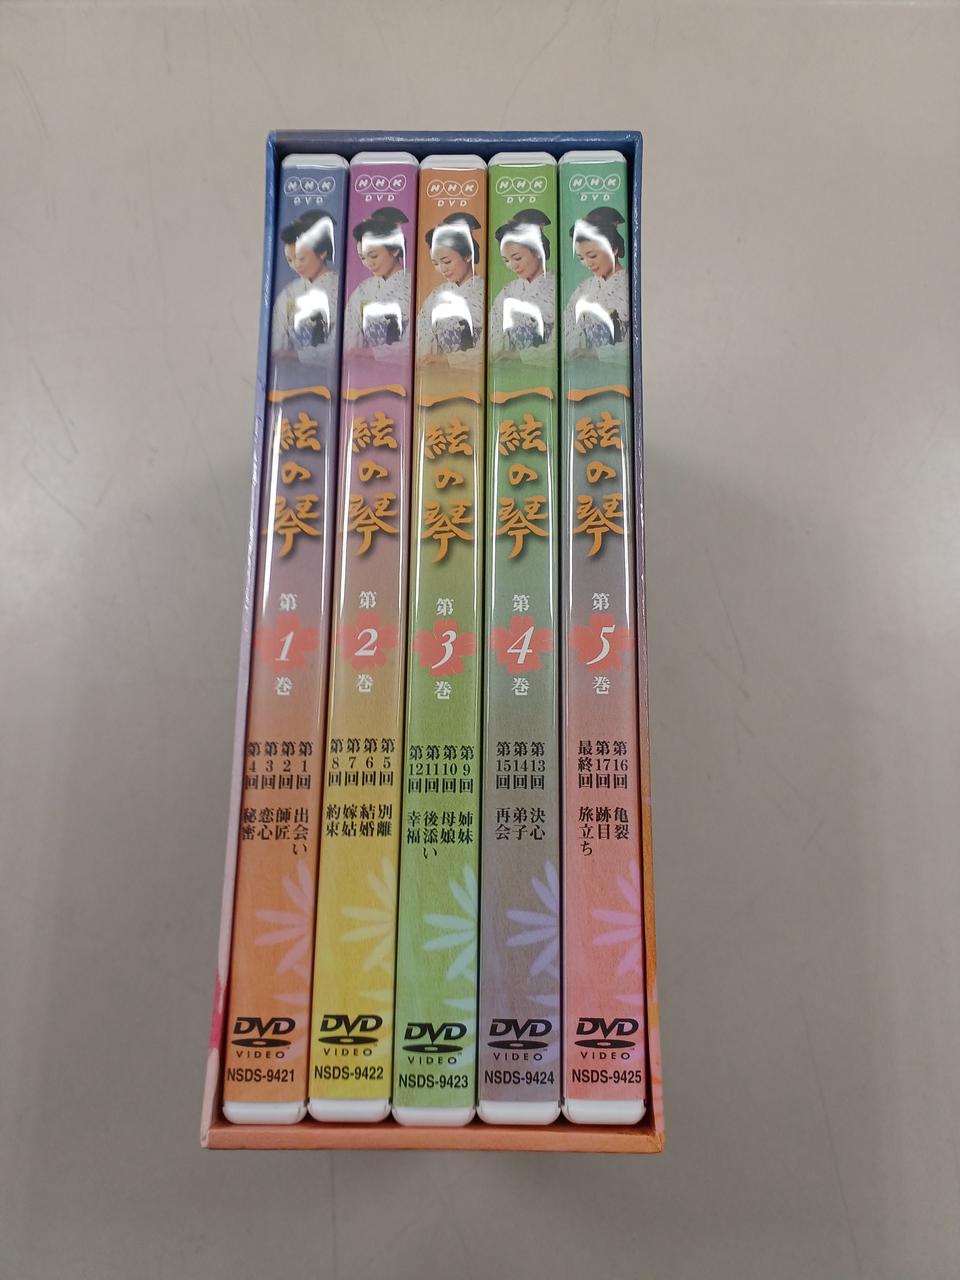 NHK
DVD
一絃の琴
第1巻
第1回 出会い
第2回 師匠
第3回 恋心
第4回 秘密
DVD
VIDEO
NSDS-9421
NHK
DVD
一絃の琴
第2巻
第5回 別離
第6回 結婚
第7回 嫁姑
第8回 約束
DVD
VIDEO
NSDS-9422
NHK
DVD
一絃の琴
第3巻
第9回 姉妹
第10回 母娘
第11回 後添い
第12回 幸福
DVD
VIDEO
NSDS-9423
NHK
DVD
一絃の琴
第4巻
第13回 決心
第14回 弟子
第15回 再会
DVD
VIDEO
NSDS-9424
NHK
DVD
一絃の琴
第5巻
第16回 亀裂
第17回 跡目
最終回 旅立ち
DVD
VIDEO
NSDS-9425